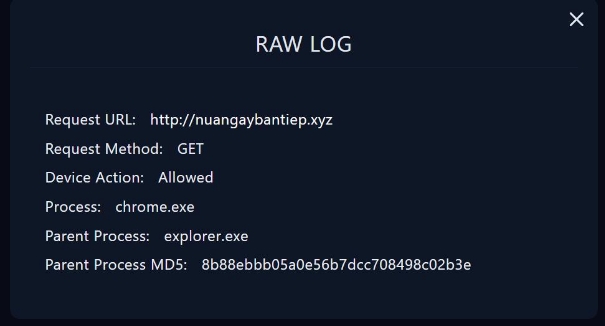 RAW LOG
Request URL: http://nuangaybantiep.xyz
Request Method: GET
Device Action: Allowed
Process: chrome.exe
Parent Process: explorer.exe
Parent Process MD5: 8b88ebbb05a0e56b7dcc708498c02b3e